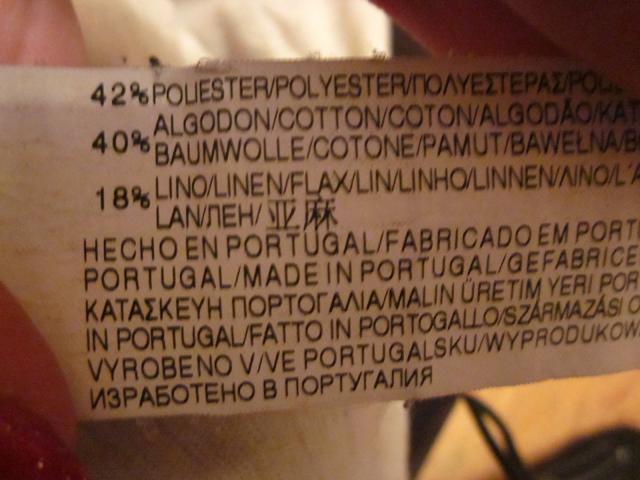 42% POLIESTER/POLYESTER/ΠΟΛΥΕΣΤΕΡΑΣ/
ALGODON/COTTON/COTON/ALGODÃO/
40% BAUMWOLLE/COTONE/PAMUT/BAWEŁNA/
18% LINO/LINEN/FLAX/LIN/LINHO/LINNEN/ΛΙΝΟ/
LAN/ЛЕН/亚麻
HECHO EN PORTUGAL/FABRICADO EM
PORTUGAL/MADE IN PORTUGAL/
ΚΑΤΑΣΚΕΥΗ ΠΟΡΤΟΓΑΛΙΑ/MALIN ÜRETIM YERI
IN PORTUGAL/FATTO IN PORTOGALLO/SZÁRMAZÁSI
VYROBENO V/VE PORTUGALSKU/
ИЗРАБОТЕНО В ПОРТУГАЛИЯ